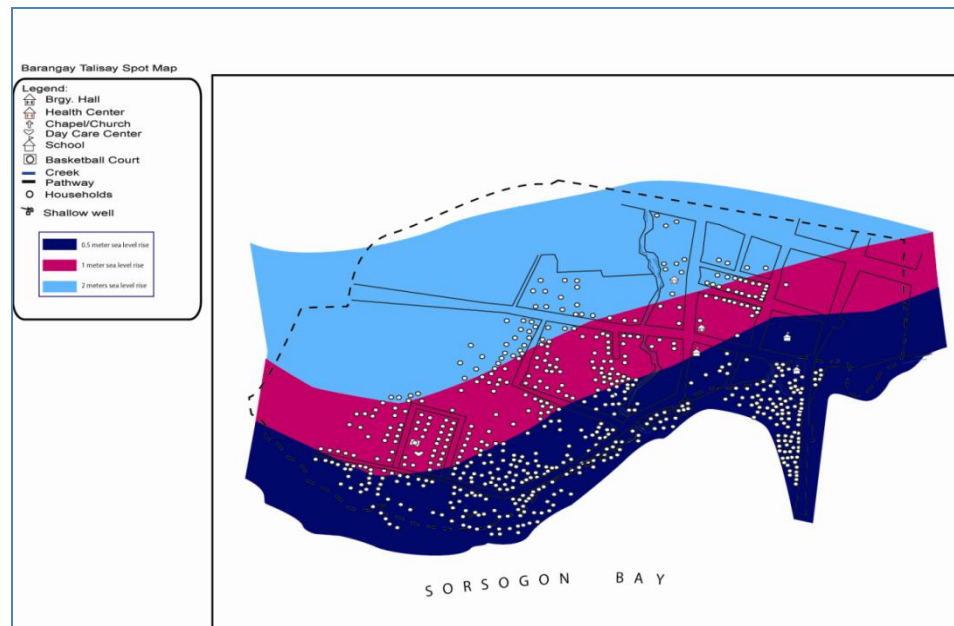 Barangay Talisay Spot Map
Legend:
Brgy. Hall
Health Center
Chapel/Church
Day Care Center
School
Basketball Court
Creek
Pathway
Households
Shallow well
0.5 meter sea level rise
1 meter sea level rise
2 meters sea level rise
SORSOGON BAY